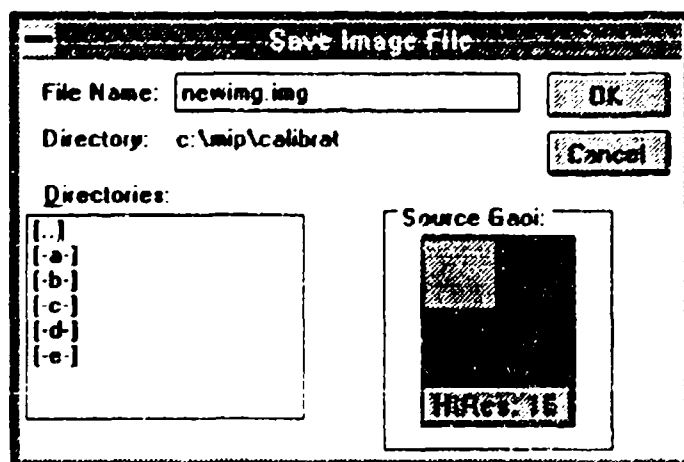 Save Image File
File Name: newimg.img
OK
Directory: c:\mip\calibrat
Cancel
Directories:
[..]
[-a-]
[-b-]
[-c-]
[-d-]
[-e-]
Source Gaoi:
HiRes: 16